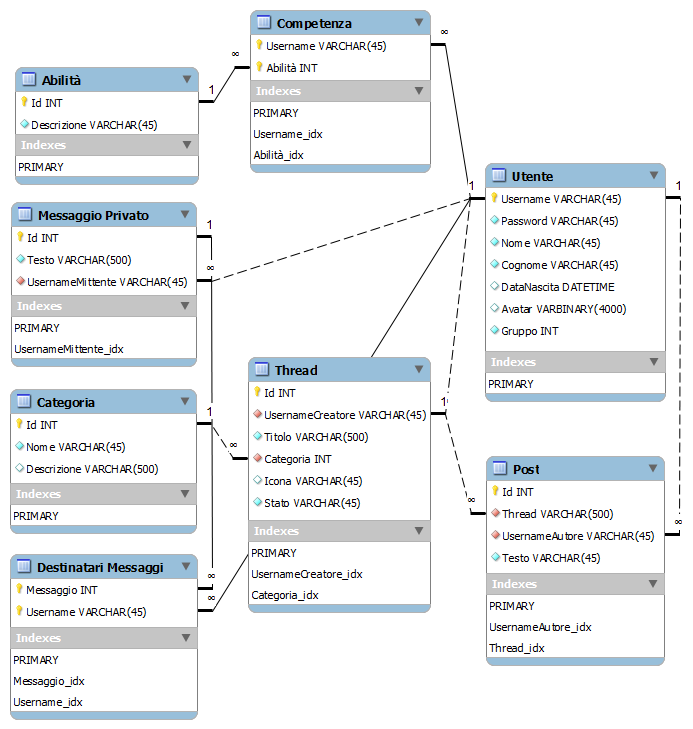 Competenza
Username VARCHAR(45)
Abilità INT
Indexes
PRIMARY
Username_idx
Abilità_idx
∞
∞
1
Abilità
Id INT
Descrizione VARCHAR(45)
Indexes
PRIMARY
Utente
Username VARCHAR(45)
Password VARCHAR(45)
Nome VARCHAR(45)
Cognome VARCHAR(45)
DataNascita DATETIME
Avatar VARBINARY(4000)
Gruppo INT
Indexes
PRIMARY
1
1
Messaggio Privato
Id INT
Testo VARCHAR(500)
UsernameMittente VARCHAR(45)
Indexes
PRIMARY
UsernameMittente_idx
1
∞
Thread
Id INT
UsernameCreatore VARCHAR(45)
Titolo VARCHAR(500)
Categoria INT
Icona VARCHAR(45)
Stato VARCHAR(45)
Indexes
PRIMARY
UsernameCreatore_idx
Categoria_idx
1
∞
Categoria
Id INT
Nome VARCHAR(45)
Descrizione VARCHAR(500)
Indexes
PRIMARY
1
Post
Id INT
Thread VARCHAR(500)
UsernameAutore VARCHAR(45)
Testo VARCHAR(45)
Indexes
PRIMARY
UsernameAutore_idx
Thread_idx
∞
∞
Destinatari Messaggi
Messaggio INT
Username VARCHAR(45)
Indexes
PRIMARY
Messaggio_idx
Username_idx
∞
∞